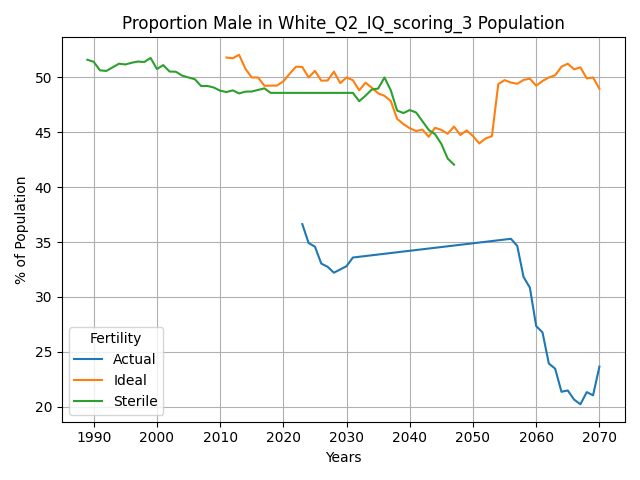 Proportion Male in White_Q2_IQ_scoring_3 Population
% of Population
50
45
40
35
30
25
20
Fertility
Actual
Ideal
Sterile
1990 2000 2010 2020 2030 2040 2050 2060 2070
Years